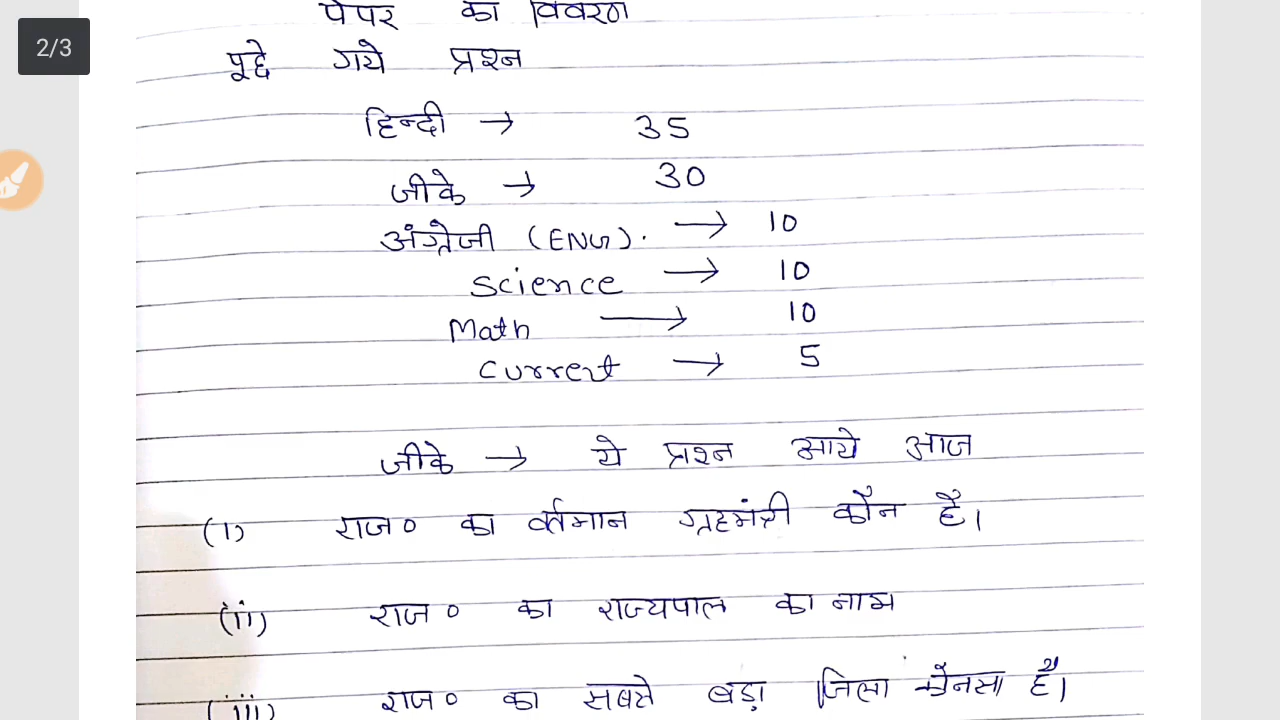 2/3
पेपर का विवरण
पूछे गये प्रश्न
हिन्दी → 35
जीके → 30
अंग्रेजी (ENG). → 10
Science → 10
Math → 10
Current → 5
जीके → ये प्रश्न आये आज
(i) राज० का वर्तमान ग्रहमंत्री कौन है।
(ii) राज० का राज्यपाल का नाम
(iii) राज० का सबसे बड़ा जिला कौनसा है।